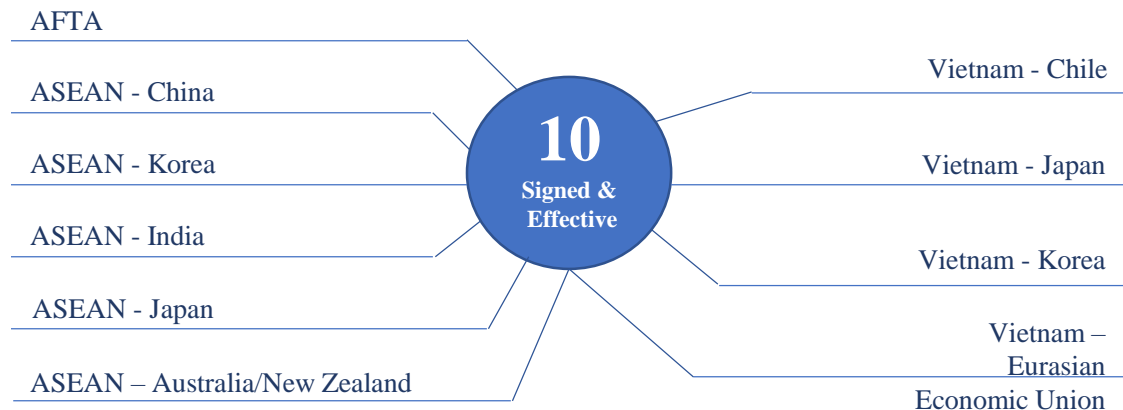 AFTA
ASEAN - China
ASEAN - Korea
ASEAN - India
ASEAN - Japan
ASEAN – Australia/New Zealand
10
Signed &
Effective
Vietnam - Chile
Vietnam - Japan
Vietnam - Korea
Vietnam –
Eurasian
Economic Union